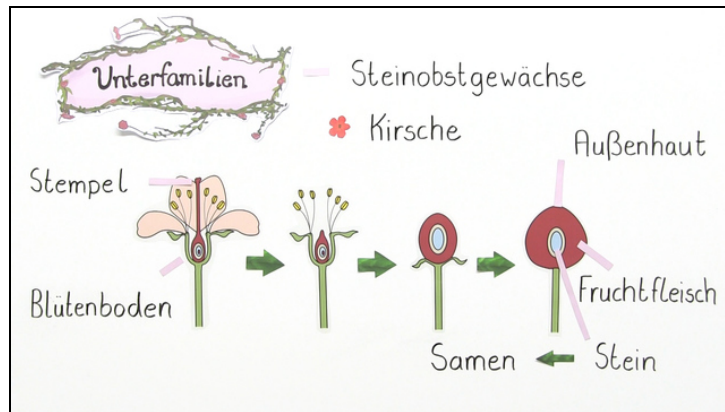 Unterfamilien
Steinobstgewächse
Kirsche
Außenhaut
Stempel
Blütenboden
Fruchtfleisch
Samen
Stein